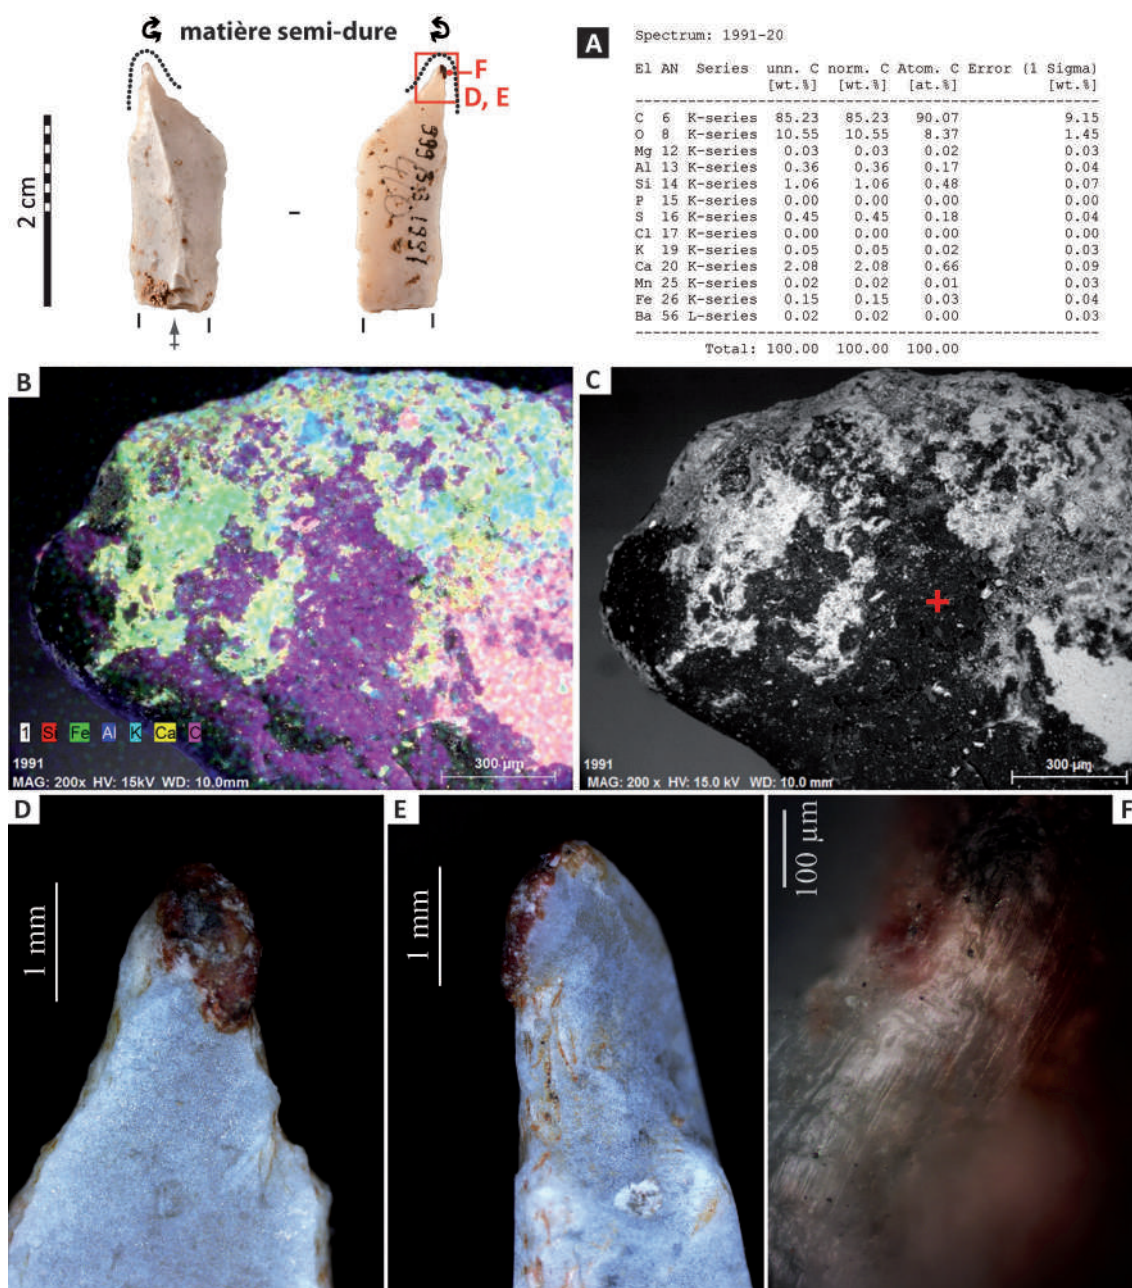 matière semi-dure
F
D, E
2 cm
A
Spectrum: 1991-20
El AN Series unn. C norm. C Atom. C Error (1 Sigma)
[wt.%] [wt.%] [at.%] [wt.%]
C 6 K-series 85.23 85.23 90.07 9.15
O 8 K-series 10.55 10.55 8.37 1.45
Mg 12 K-series 0.03 0.03 0.02 0.03
Al 13 K-series 0.36 0.36 0.17 0.04
Si 14 K-series 1.06 1.06 0.48 0.07
P 15 K-series 0.00 0.00 0.00 0.00
S 16 K-series 0.45 0.45 0.18 0.04
Cl 17 K-series 0.00 0.00 0.00 0.00
K 19 K-series 0.05 0.05 0.02 0.03
Ca 20 K-series 2.08 2.08 0.66 0.09
Mn 25 K-series 0.02 0.02 0.01 0.03
Fe 26 K-series 0.15 0.15 0.03 0.04
Ba 56 L-series 0.02 0.02 0.00 0.03
Total: 100.00 100.00 100.00
B
1 Si Fe Al K Ca C
1991
MAG: 200x HV: 15kV WD: 10.0mm
300 µm
C
1991
MAG: 200 x HV: 15.0 kV WD: 10.0 mm
300 µm
D
1 mm
E
1 mm
F
100 µm